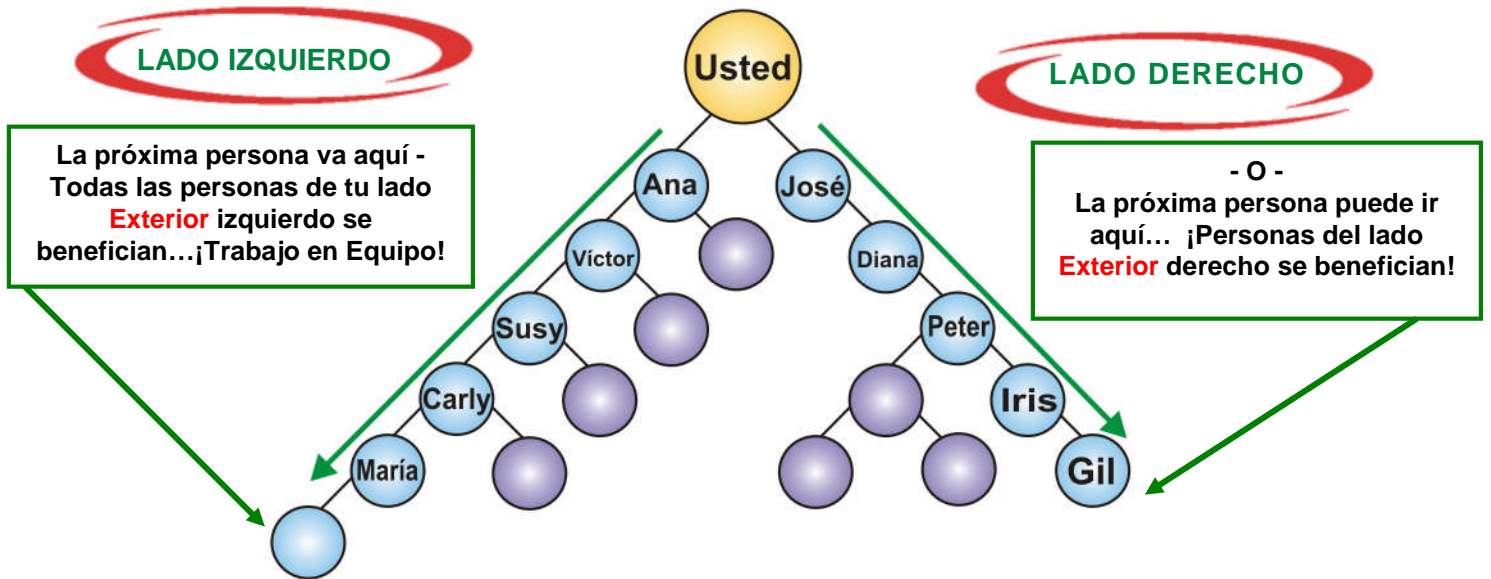 LADO IZQUIERDO
La próxima persona va aquí -
Todas las personas de tu lado
Exterior izquierdo se
benefician…¡Trabajo en Equipo!
Usted
LADO DERECHO
- O -
La próxima persona puede ir
aquí… ¡Personas del lado
Exterior derecho se benefician!
Ana
José
Víctor
Diana
Susy
Peter
Carly
Iris
María
Gil